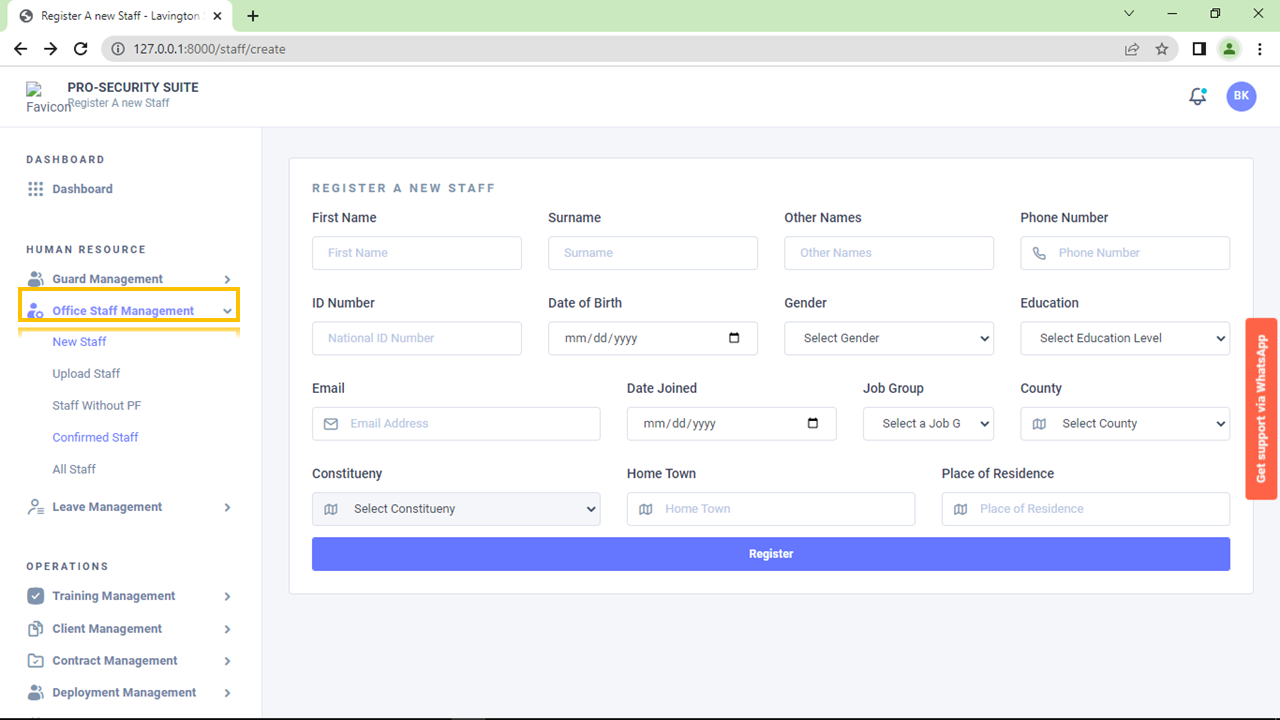 Register A new Staff - Lavington
127.0.0.1:8000/staff/create
Favicon
PRO-SECURITY SUITE
Register A new Staff
BK
DASHBOARD
Dashboard
HUMAN RESOURCE
Guard Management
Office Staff Management
New Staff
Upload Staff
Staff Without PF
Confirmed Staff
All Staff
Leave Management
OPERATIONS
Training Management
Client Management
Contract Management
Deployment Management
REGISTER A NEW STAFF
First Name Surname Other Names Phone Number
First Name Surname Other Names Phone Number
ID Number Date of Birth Gender Education
National ID Number mm/dd/yyyy Select Gender Select Education Level
Email Date Joined Job Group County
Email Address mm/dd/yyyy Select a Job G Select County
Constitueny Home Town Place of Residence
Select Constitueny Home Town Place of Residence
Register
Get support via WhatsApp